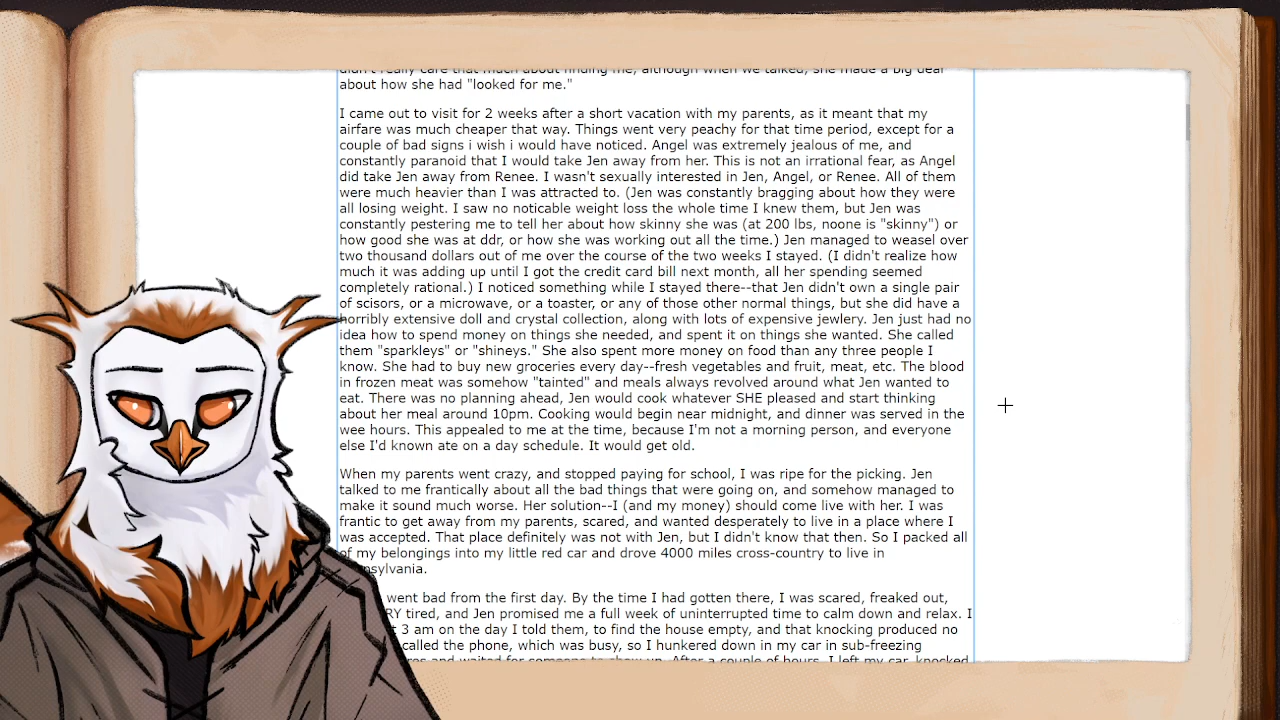 didn't really care that much about finding me, although when we talked, she made a big deal
about how she had "looked for me."
I came out to visit for 2 weeks after a short vacation with my parents, as it meant that my
airfare was much cheaper that way. Things went very peachy for that time period, except for a
couple of bad signs i wish i would have noticed. Angel was extremely jealous of me, and
constantly paranoid that I would take Jen away from her. This is not an irrational fear, as Angel
did take Jen away from Renee. I wasn't sexually interested in Jen, Angel, or Renee. All of them
were much heavier than I was attracted to. (Jen was constantly bragging about how they were
all losing weight. I saw no noticable weight loss the whole time I knew them, but Jen was
constantly pestering me to tell her about how skinny she was (at 200 lbs, noone is "skinny") or
how good she was at ddr, or how she was working out all the time.) Jen managed to weasel over
two thousand dollars out of me over the course of the two weeks I stayed. (I didn't realize how
much it was adding up until I got the credit card bill next month, all her spending seemed
completely rational.) I noticed something while I stayed there--that Jen didn't own a single pair
of scisors, or a microwave, or a toaster, or any of those other normal things, but she did have a
horribly extensive doll and crystal collection, along with lots of expensive jewlery. Jen just had no
idea how to spend money on things she needed, and spent it on things she wanted. She called
them "sparkleys" or "shineys." She also spent more money on food than any three people I
know. She had to buy new groceries every day--fresh vegetables and fruit, meat, etc. The blood
in frozen meat was somehow "tainted" and meals always revolved around what Jen wanted to
eat. There was no planning ahead, Jen would cook whatever SHE pleased and start thinking
about her meal around 10pm. Cooking would begin near midnight, and dinner was served in the
wee hours. This appealed to me at the time, because I'm not a morning person, and everyone
else I'd known ate on a day schedule. It would get old.
When my parents went crazy, and stopped paying for school, I was ripe for the picking. Jen
talked to me frantically about all the bad things that were going on, and somehow managed to
make it sound much worse. Her solution--I (and my money) should come live with her. I was
frantic to get away from my parents, scared, and wanted desperately to live in a place where I
was accepted. That place definitely was not with Jen, but I didn't know that then. So I packed all
of my belongings into my little red car and drove 4000 miles cross-country to live in
nsylvania.
went bad from the first day. By the time I had gotten there, I was scared, freaked out,
RY tired, and Jen promised me a full week of uninterrupted time to calm down and relax. I
3 am on the day I told them, to find the house empty, and that knocking produced no
called the phone, which was busy, so I hunkered down in my car in sub-freezing
and waited for someone to show up. After a couple of hours, I left my car, knocked